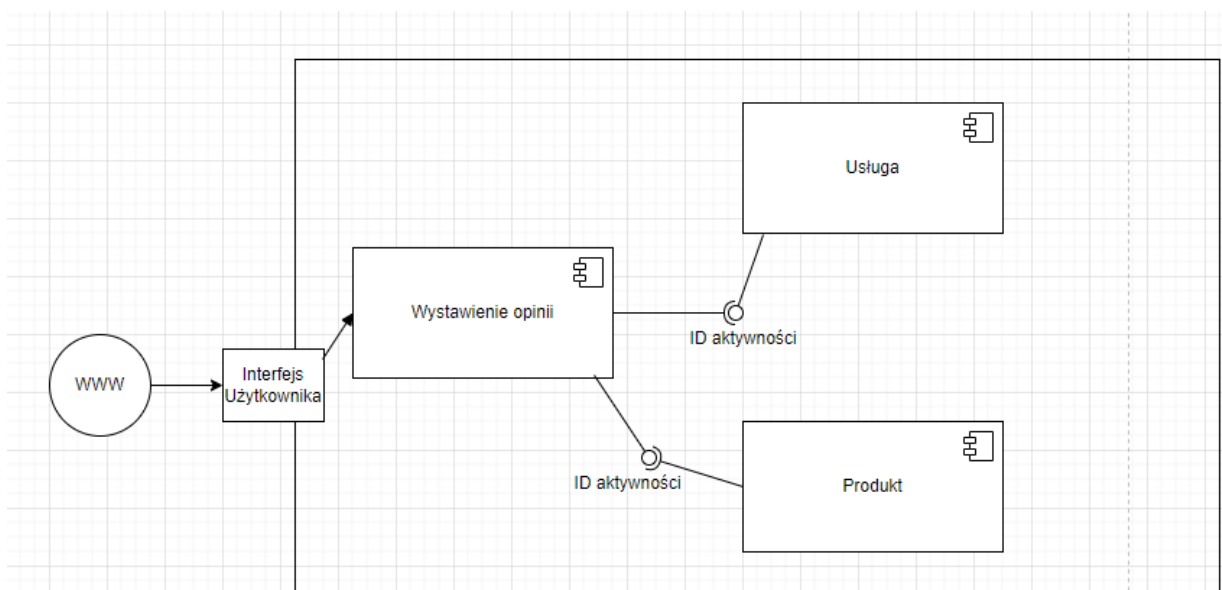 Usługa
Wystawienie opinii
ID aktywności
WWW
Interfejs
Użytkownika
ID aktywności
Produkt